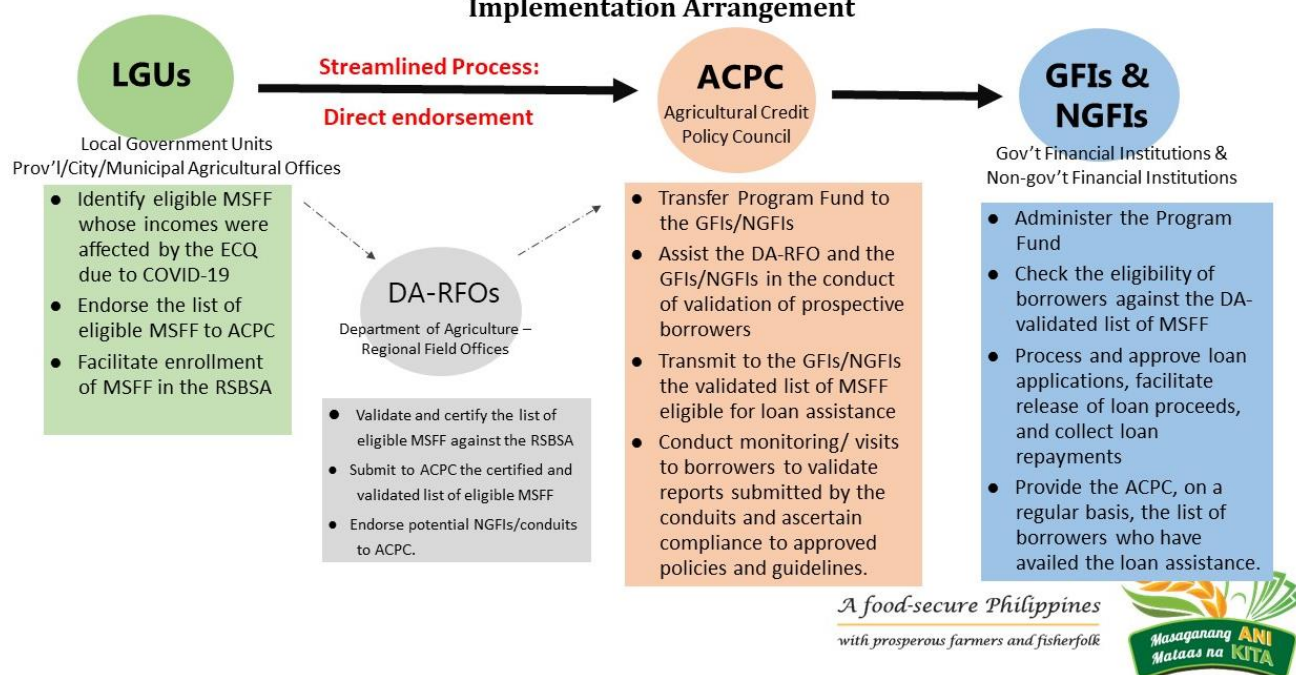 Implementation Arrangement
LGUs
Local Government Units
Prov'l/City/Municipal Agricultural Offices
● Identify eligible MSFF
whose incomes were
affected by the ECQ
due to COVID-19
● Endorse the list of
eligible MSFF to ACPC
● Facilitate enrollment
of MSFF in the RSBSA
Streamlined Process:
Direct endorsement
DA-RFOs
Department of Agriculture –
Regional Field Offices
● Validate and certify the list of
eligible MSFF against the RSBSA
● Submit to ACPC the certified and
validated list of eligible MSFF
● Endorse potential NGFIs/conduits
to ACPC.
ACPC
Agricultural Credit
Policy Council
● Transfer Program Fund to
the GFIs/NGFIs
● Assist the DA-RFO and the
GFIs/NGFIs in the conduct
of validation of prospective
borrowers
● Transmit to the GFIs/NGFIs
the validated list of MSFF
eligible for loan assistance
● Conduct monitoring/ visits
to borrowers to validate
reports submitted by the
conduits and ascertain
compliance to approved
policies and guidelines.
GFIs &
NGFIs
Gov't Financial Institutions &
Non-gov't Financial Institutions
● Administer the Program
Fund
● Check the eligibility of
borrowers against the DA-
validated list of MSFF
● Process and approve loan
applications, facilitate
release of loan proceeds,
and collect loan
repayments
● Provide the ACPC, on a
regular basis, the list of
borrowers who have
availed the loan assistance.
A food-secure Philippines
with prosperous farmers and fisherfolk
Masaganang ANI
Mataas na KITA